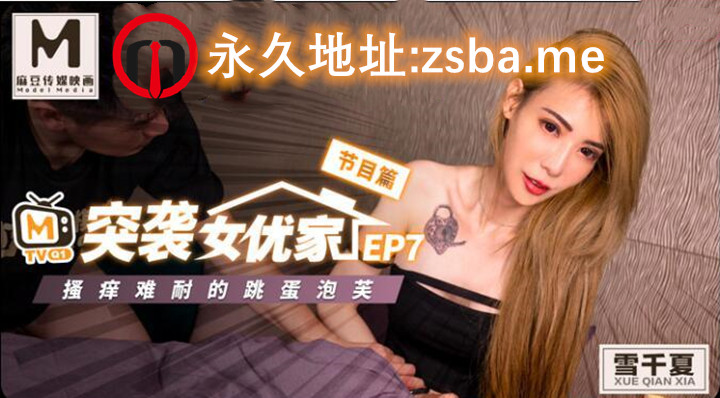 M
麻豆传媒映画
Model Media
永久地址:zsba.me
节目篇
M
TVQ1
突袭女优家 EP7
搔痒难耐的跳蛋泡芙
雪千夏
XUE QIAN XIA